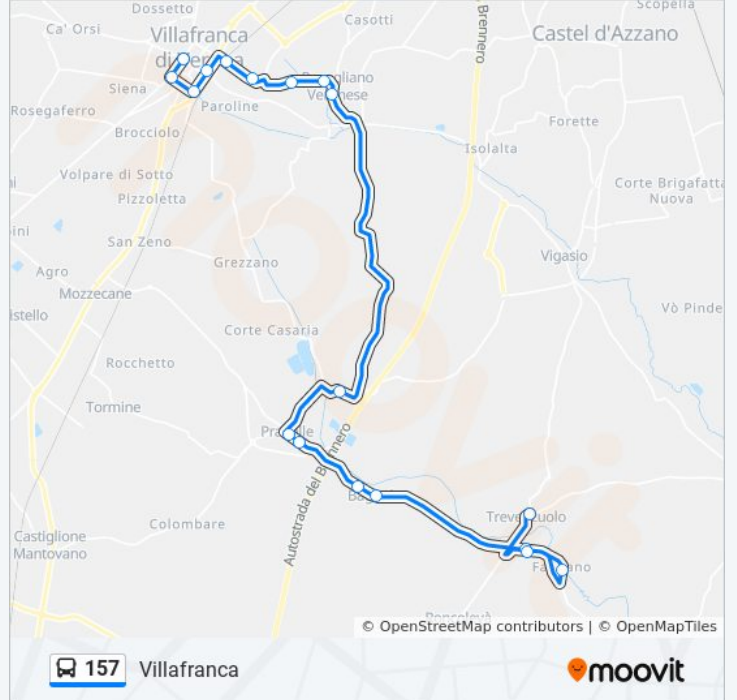 Scopella
Dossetto
Casotti
Ca' Orsi
Villafranca
Castel d'Azzano
Brennero
Siena
Paroline
Rosegaferro
Brocciolo
Forette
Isolalta
Volpare di Sotto
Pizzoletta
Corte Brigafatta
Nuova
San Zeno
Grezzano
Vigasio
Agro
Mozzecane
Vò Pinde
Corte Casaria
Rocchetto
Tormine
Autostrada del Brennero
Colombare
Castiglione
Mantovano
© OpenStreetMap contributors | © OpenMapTiles
157 Villafranca
moovit